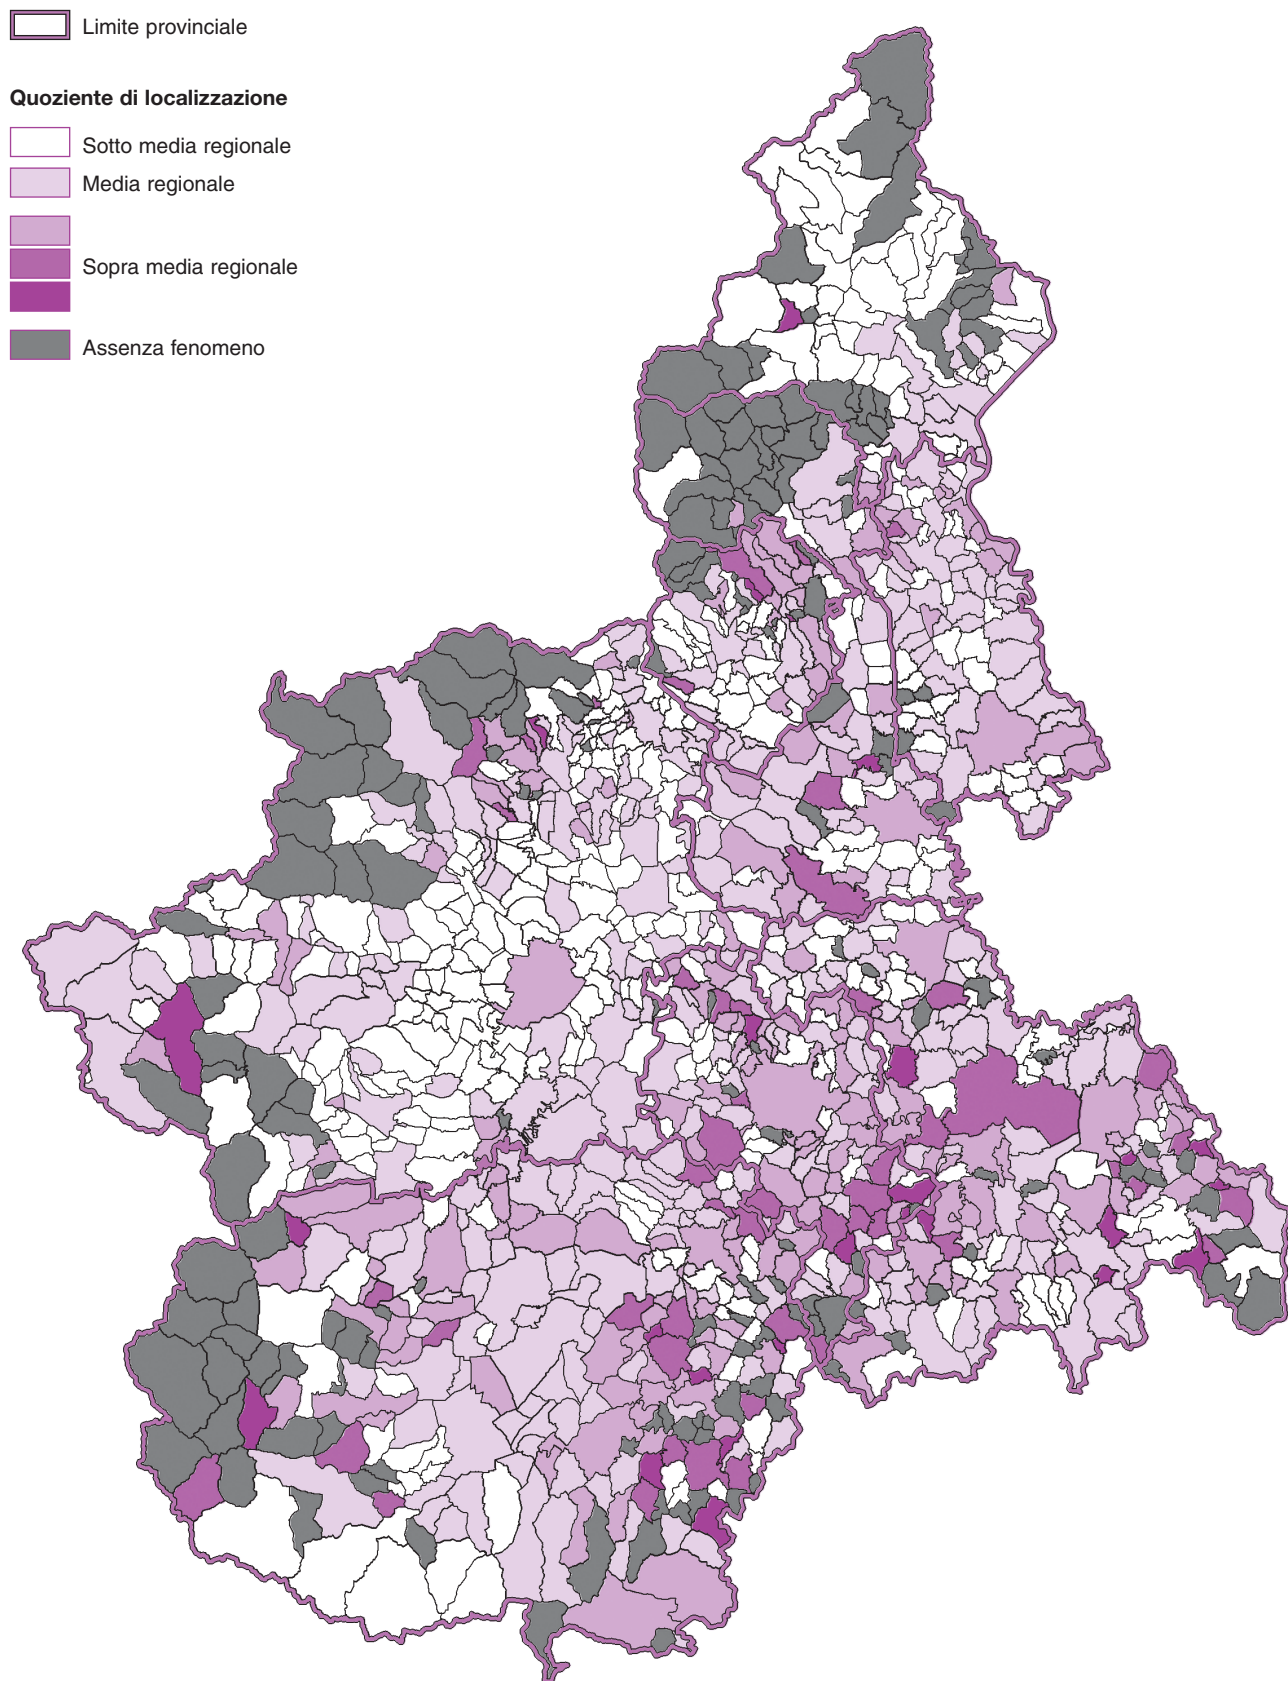 Limite provinciale
Quoziente di localizzazione
Sotto media regionale
Media regionale
Sopra media regionale
Assenza fenomeno